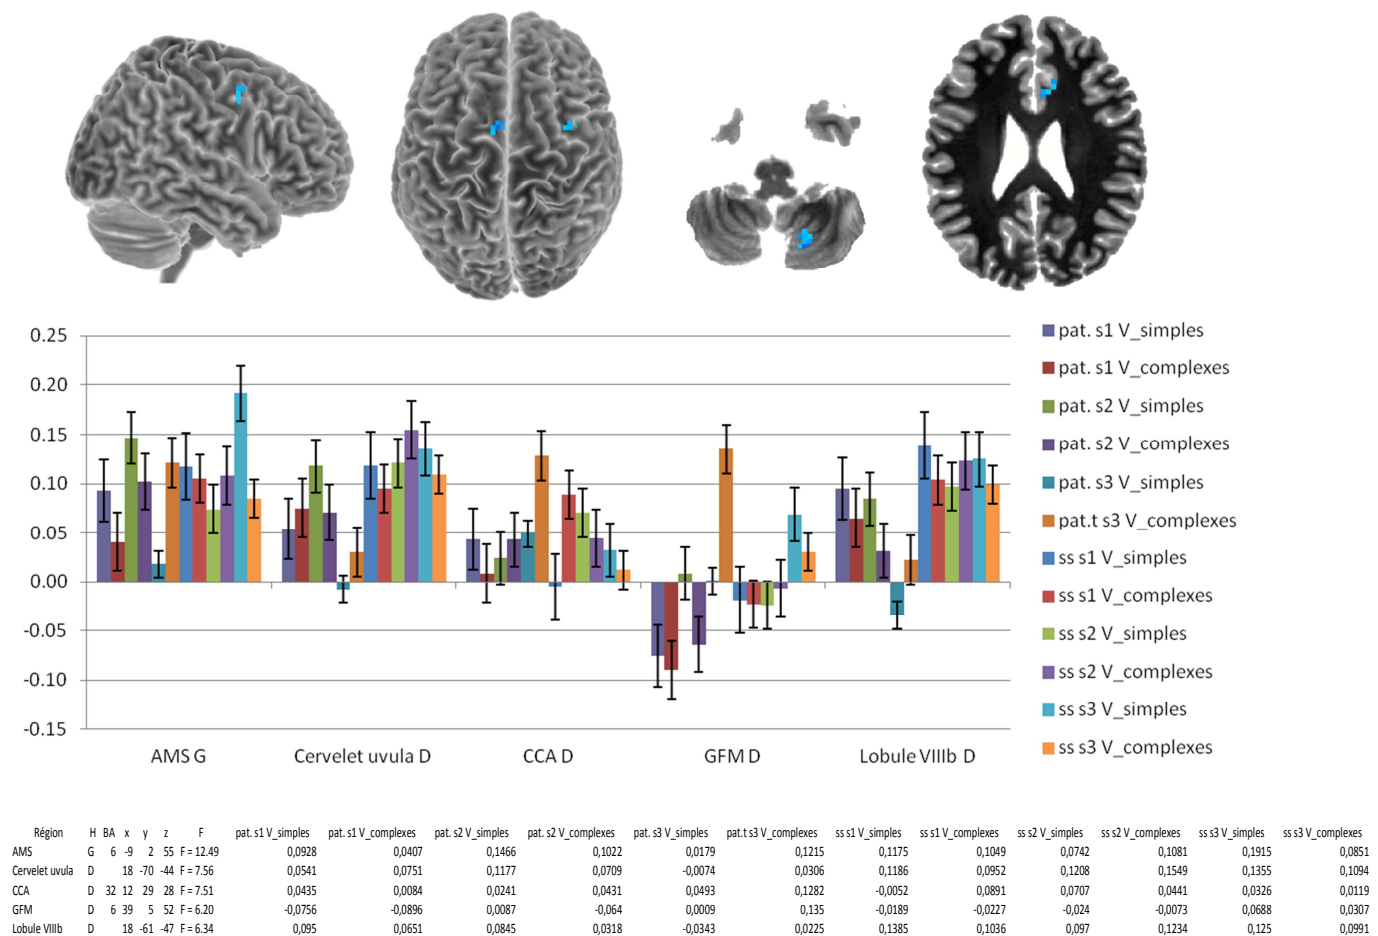 0.25
0.20
0.15
0.10
0.05
0.00
-0.05
-0.10
-0.15
AMS G
Cervelet uvula D
CCA D
GFM D
Lobule VIIIb D
pat. s1 V_simples
pat. s1 V_complexes
pat. s2 V_simples
pat. s2 V_complexes
pat. s3 V_simples
pat.t s3 V_complexes
ss s1 V_simples
ss s1 V_complexes
ss s2 V_simples
ss s2 V_complexes
ss s3 V_simples
ss s3 V_complexes
Région H BA x y z F pat. s1 V_simples pat. s1 V_complexes pat. s2 V_simples pat. s2 V_complexes pat. s3 V_simples pat.t s3 V_complexes ss s1 V_simples ss s1 V_complexes ss s2 V_simples ss s2 V_complexes ss s3 V_simples ss s3 V_complexes
AMS G 6 -9 2 55 F = 12.49 0,0928 0,0407 0,1466 0,1022 0,0179 0,1215 0,1175 0,1049 0,0742 0,1081 0,1915 0,0851
Cervelet uvula D 18 -70 -44 F = 7.56 0,0541 0,0751 0,1177 0,0709 -0,0074 0,0306 0,1186 0,0952 0,1208 0,1549 0,1355 0,1094
CCA D 32 12 29 28 F = 7.51 0,0435 0,0084 0,0241 0,0431 0,0493 0,1282 -0,0052 0,0891 0,0707 0,0441 0,0326 0,0119
GFM D 6 39 5 52 F = 6.20 -0,0756 -0,0896 0,0087 -0,064 0,0009 0,135 -0,0189 -0,0227 -0,024 -0,0073 0,0688 0,0307
Lobule VIIIb D 18 -61 -47 F = 6.34 0,095 0,0651 0,0845 0,0318 -0,0343 0,0225 0,1385 0,1036 0,097 0,1234 0,125 0,0991